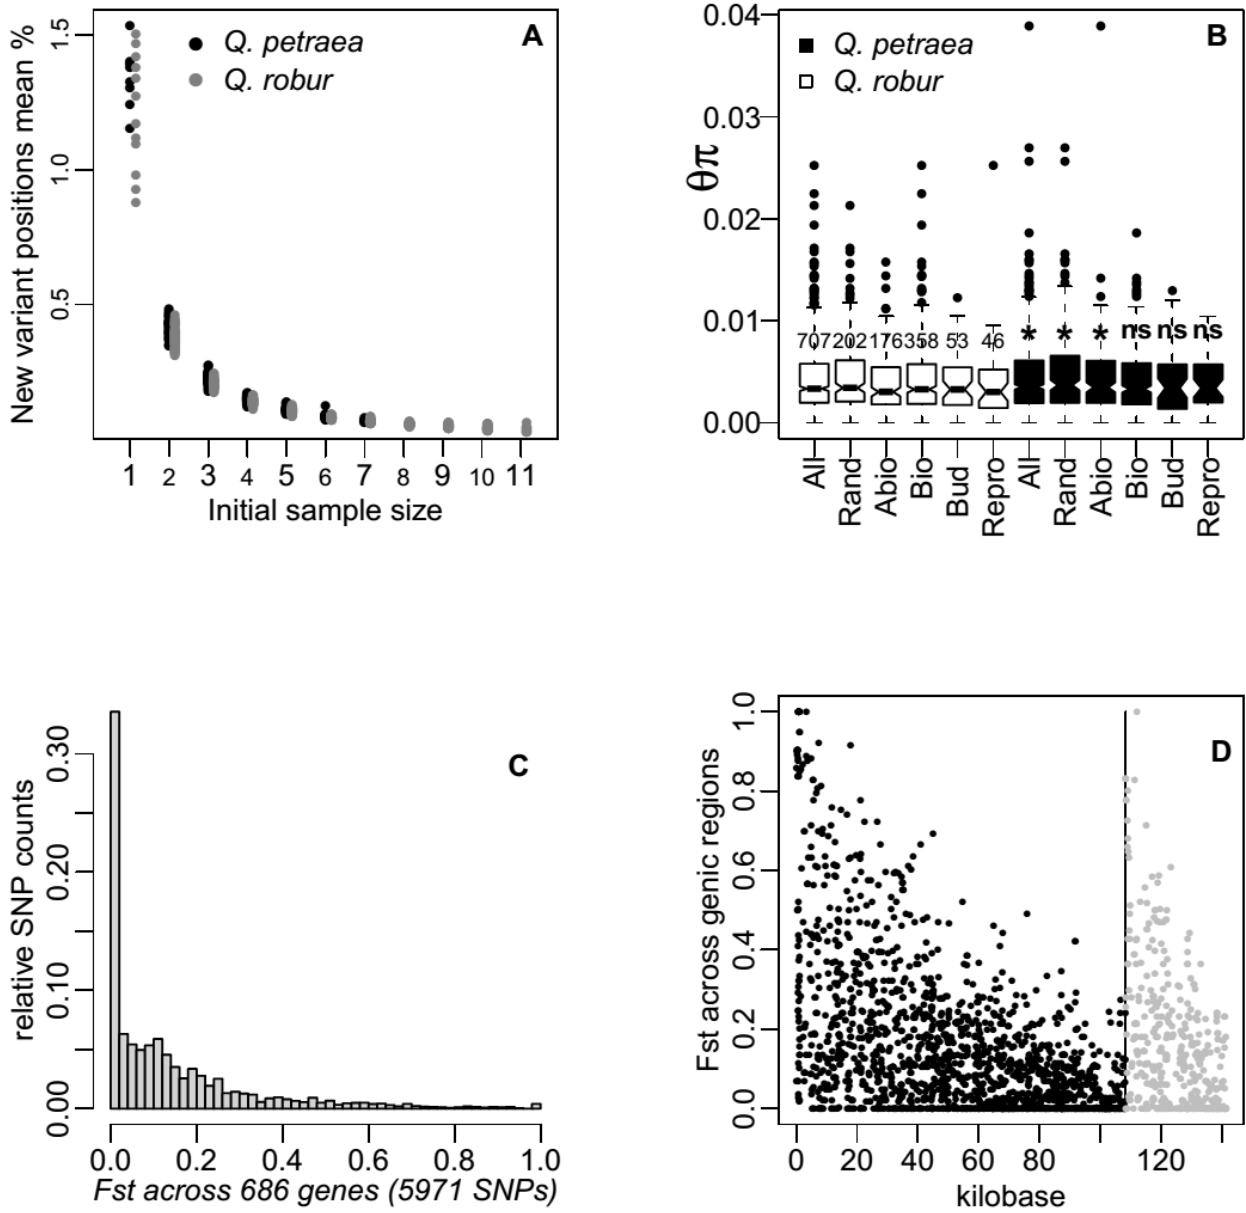 New variant positions mean %
1.5
1.0
0.5
Q. petraea
Q. robur
A
1 2 3 4 5 6 7 8 9 10 11
Initial sample size
θπ
0.04
0.03
0.02
0.01
0.00
Q. petraea
Q. robur
B
707 202 176 358 53 46 * * * ns ns ns
All Rand Abio Bio Bud Repro All Rand Abio Bio Bud Repro
relative SNP counts
0.30
0.20
0.10
0.00
C
0.0 0.2 0.4 0.6 0.8 1.0
Fst across 686 genes (5971 SNPs)
Fst across genic regions
1.0
0.8
0.6
0.4
0.2
0.0
D
0 20 40 60 80 120
kilobase